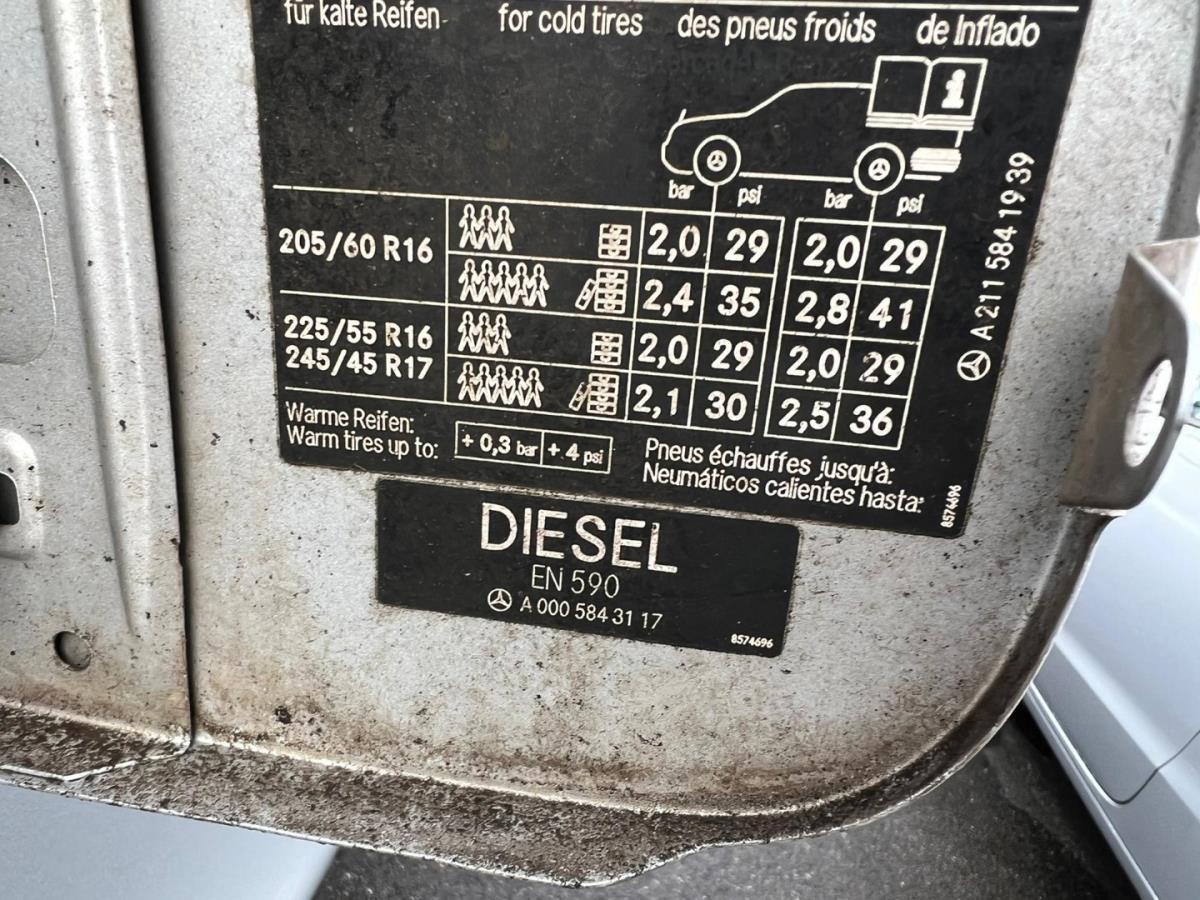 für kalte Reifen for cold tires des pneus froids de Inflado
i
bar psi bar psi
205/60 R16 2,0 29 2,0 29
2,4 35 2,8 41
225/55 R16 2,0 29 2,0 29
245/45 R17
2,1 30 2,5 36
Warme Reifen:
Warm tires up to:
+ 0,3 bar + 4 psi
Pneus échauffes jusqu'à:
Neumáticos calientes hasta:
8574696
A 211 584 19 39
DIESEL
EN 590
A 000 584 31 17
8574696